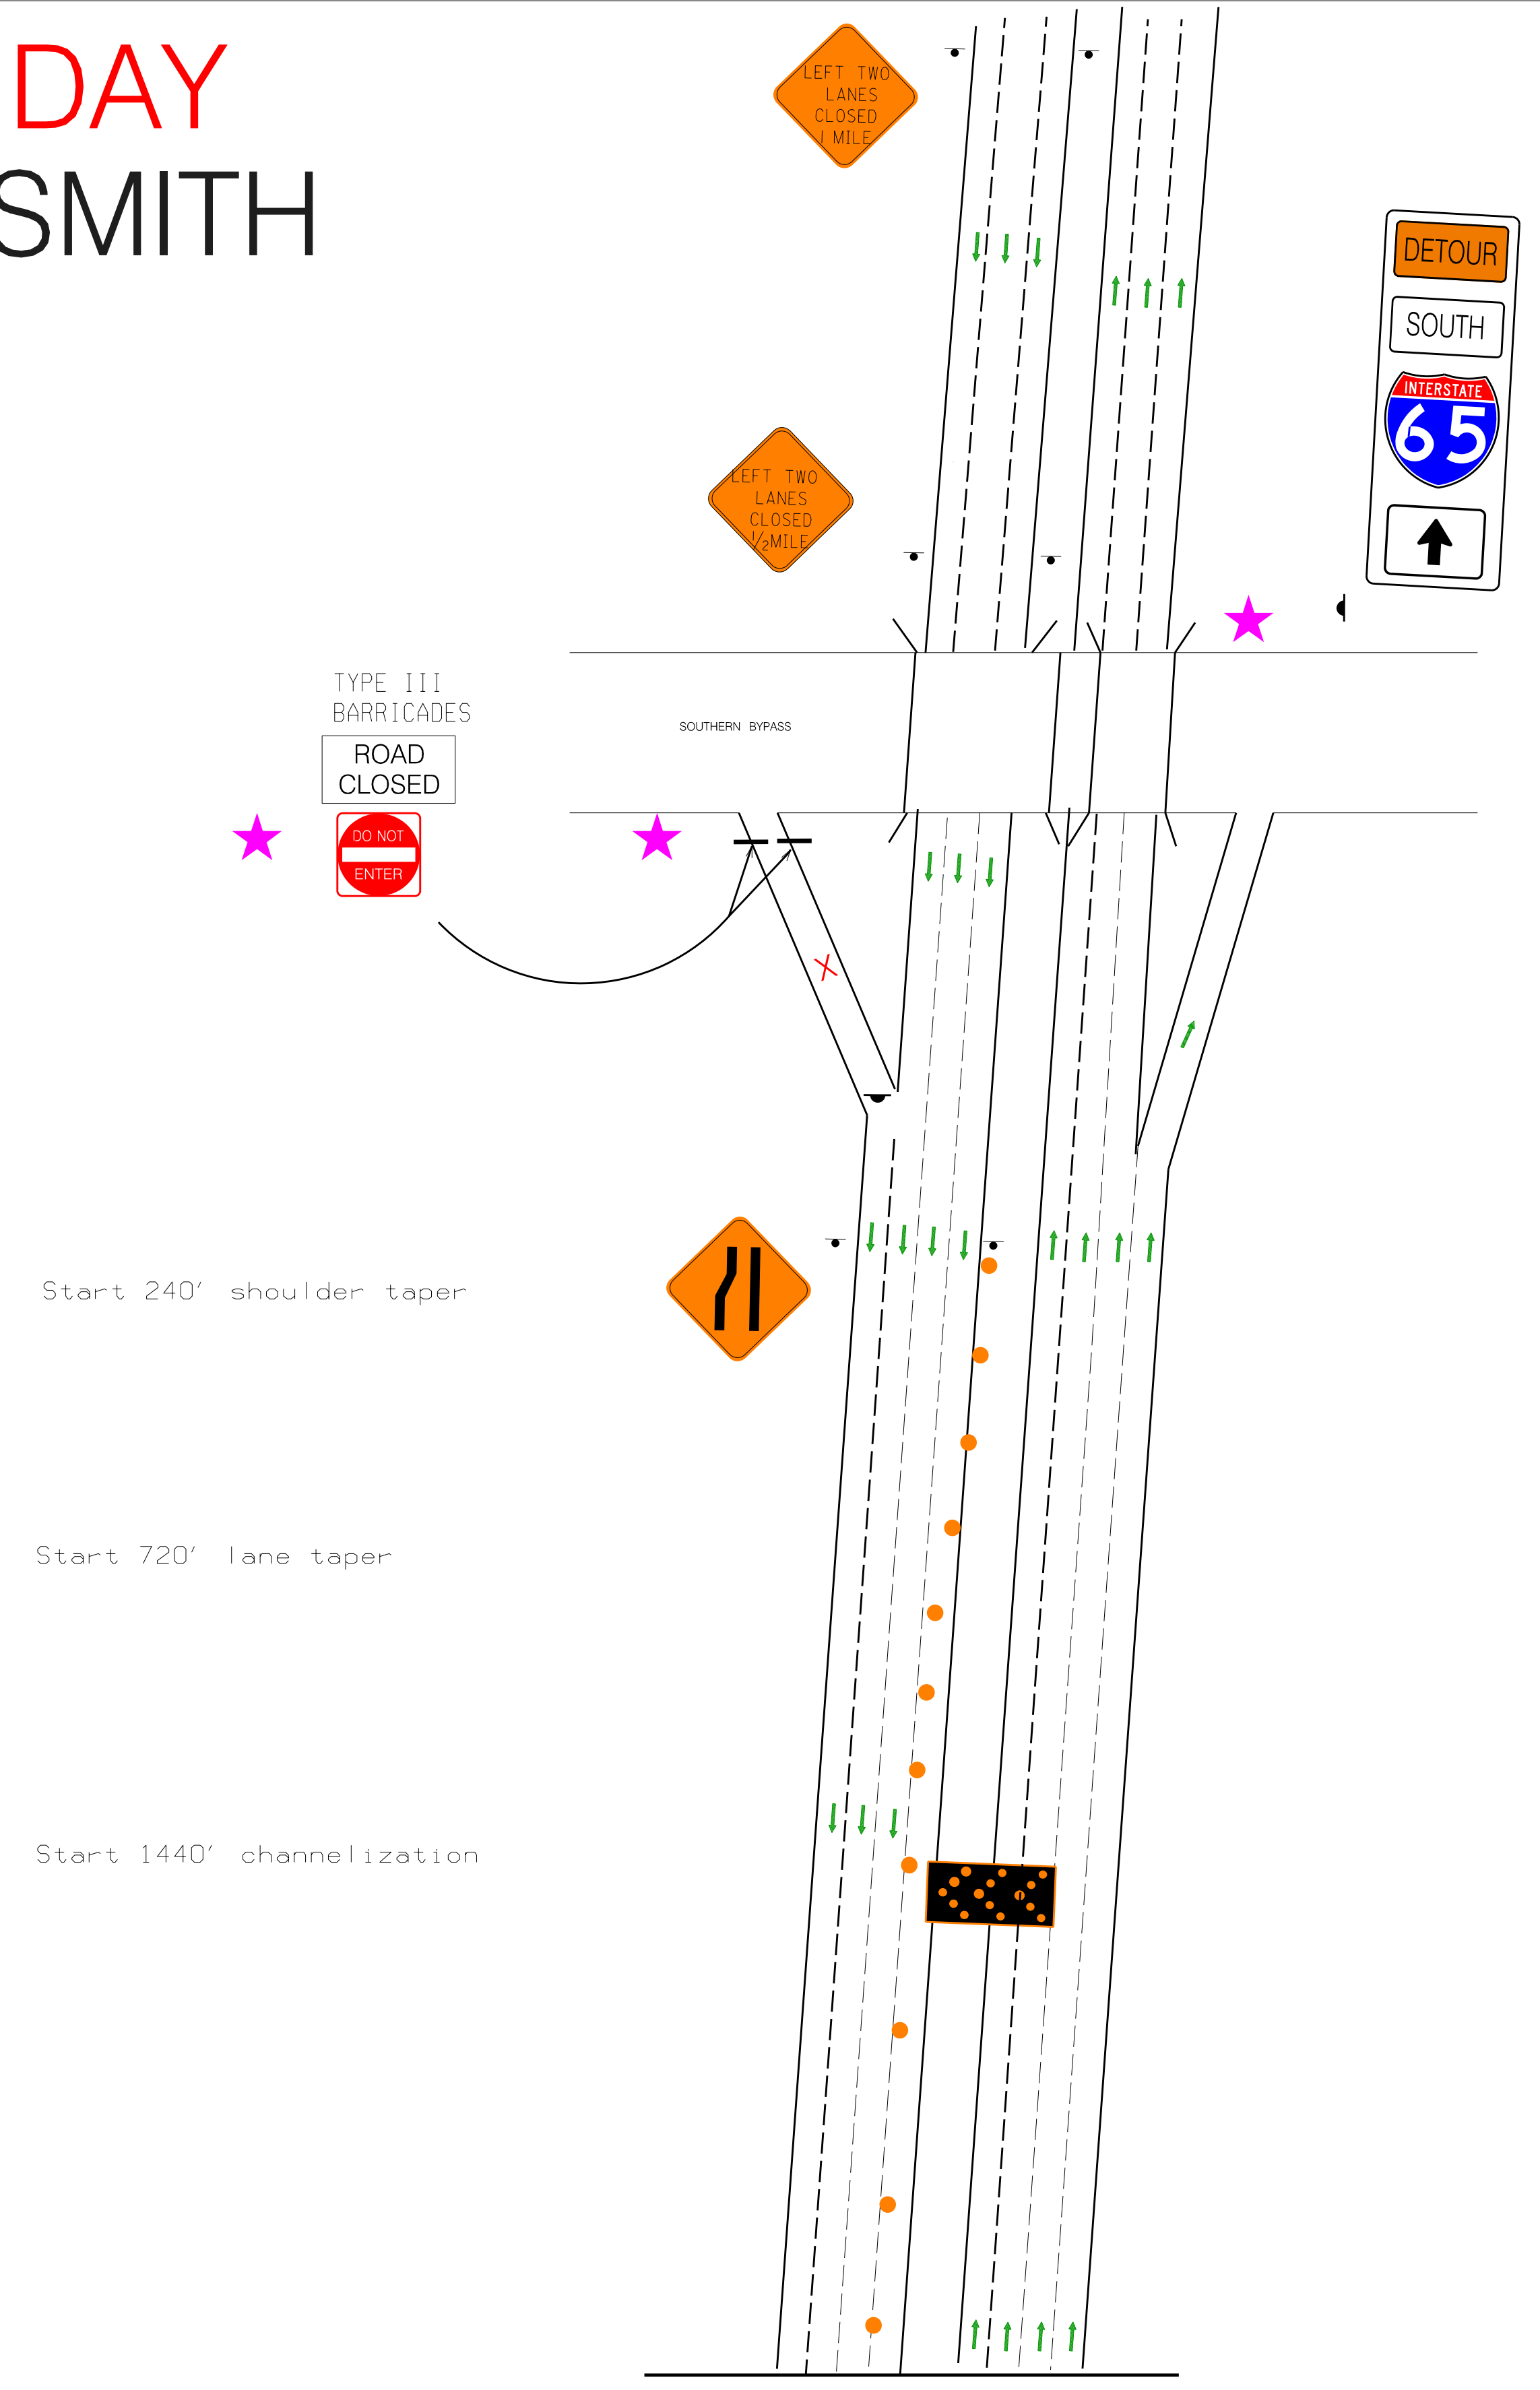 DAY
SMITH
LEFT TWO
LANES
CLOSED
1 MILE
DETOUR
SOUTH
INTERSTATE
65
LEFT TWO
LANES
CLOSED
1/2 MILE
TYPE III
BARRICADES
ROAD
CLOSED
DO NOT
ENTER
SOUTHERN BYPASS
X
Start 240' shoulder taper
Start 720' lane taper
Start 1440' channelization